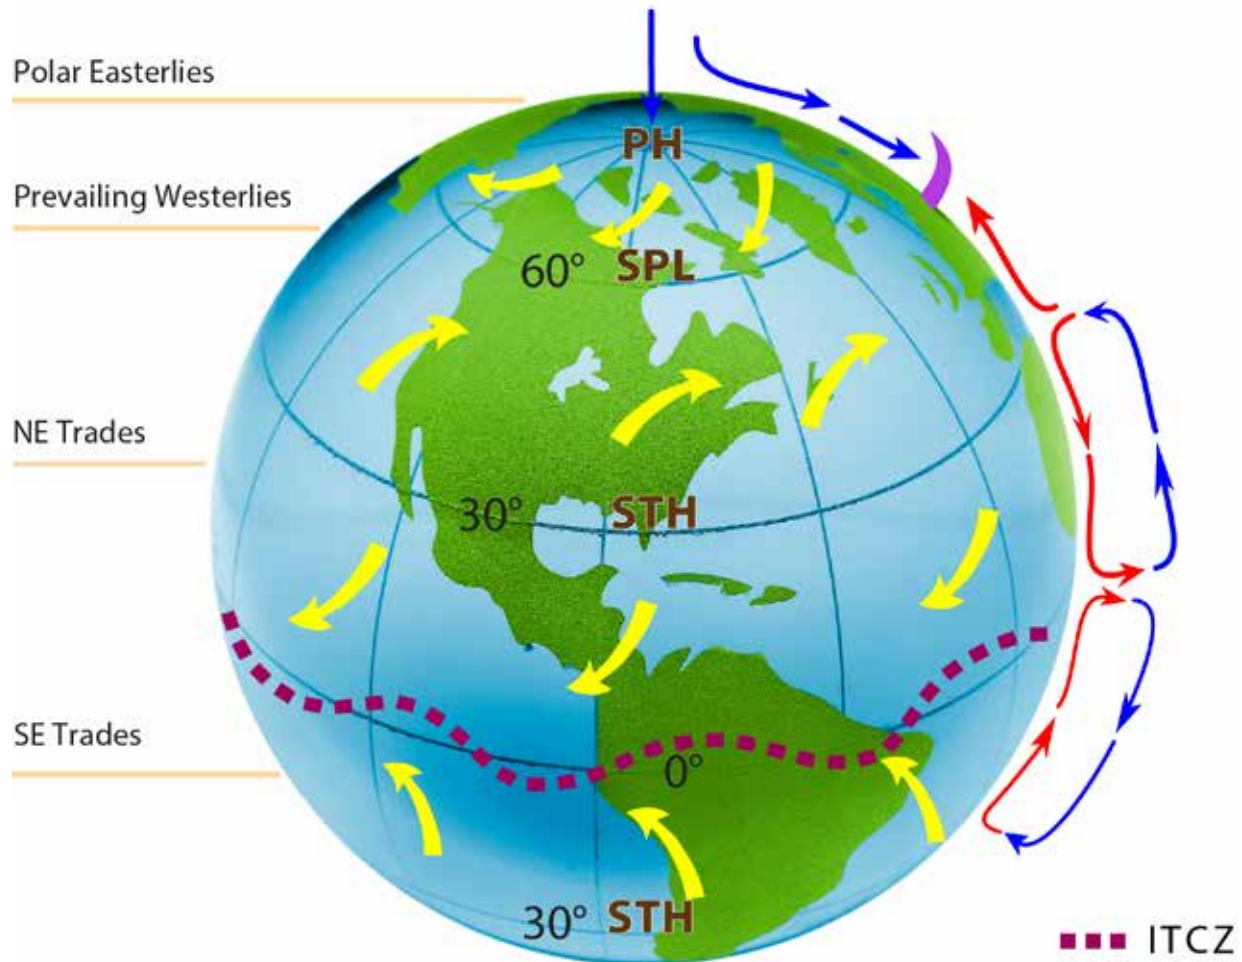 Polar Easterlies
PH
Prevailing Westerlies
60° SPL
NE Trades
30° STH
SE Trades
0°
30° STH
ITCZ